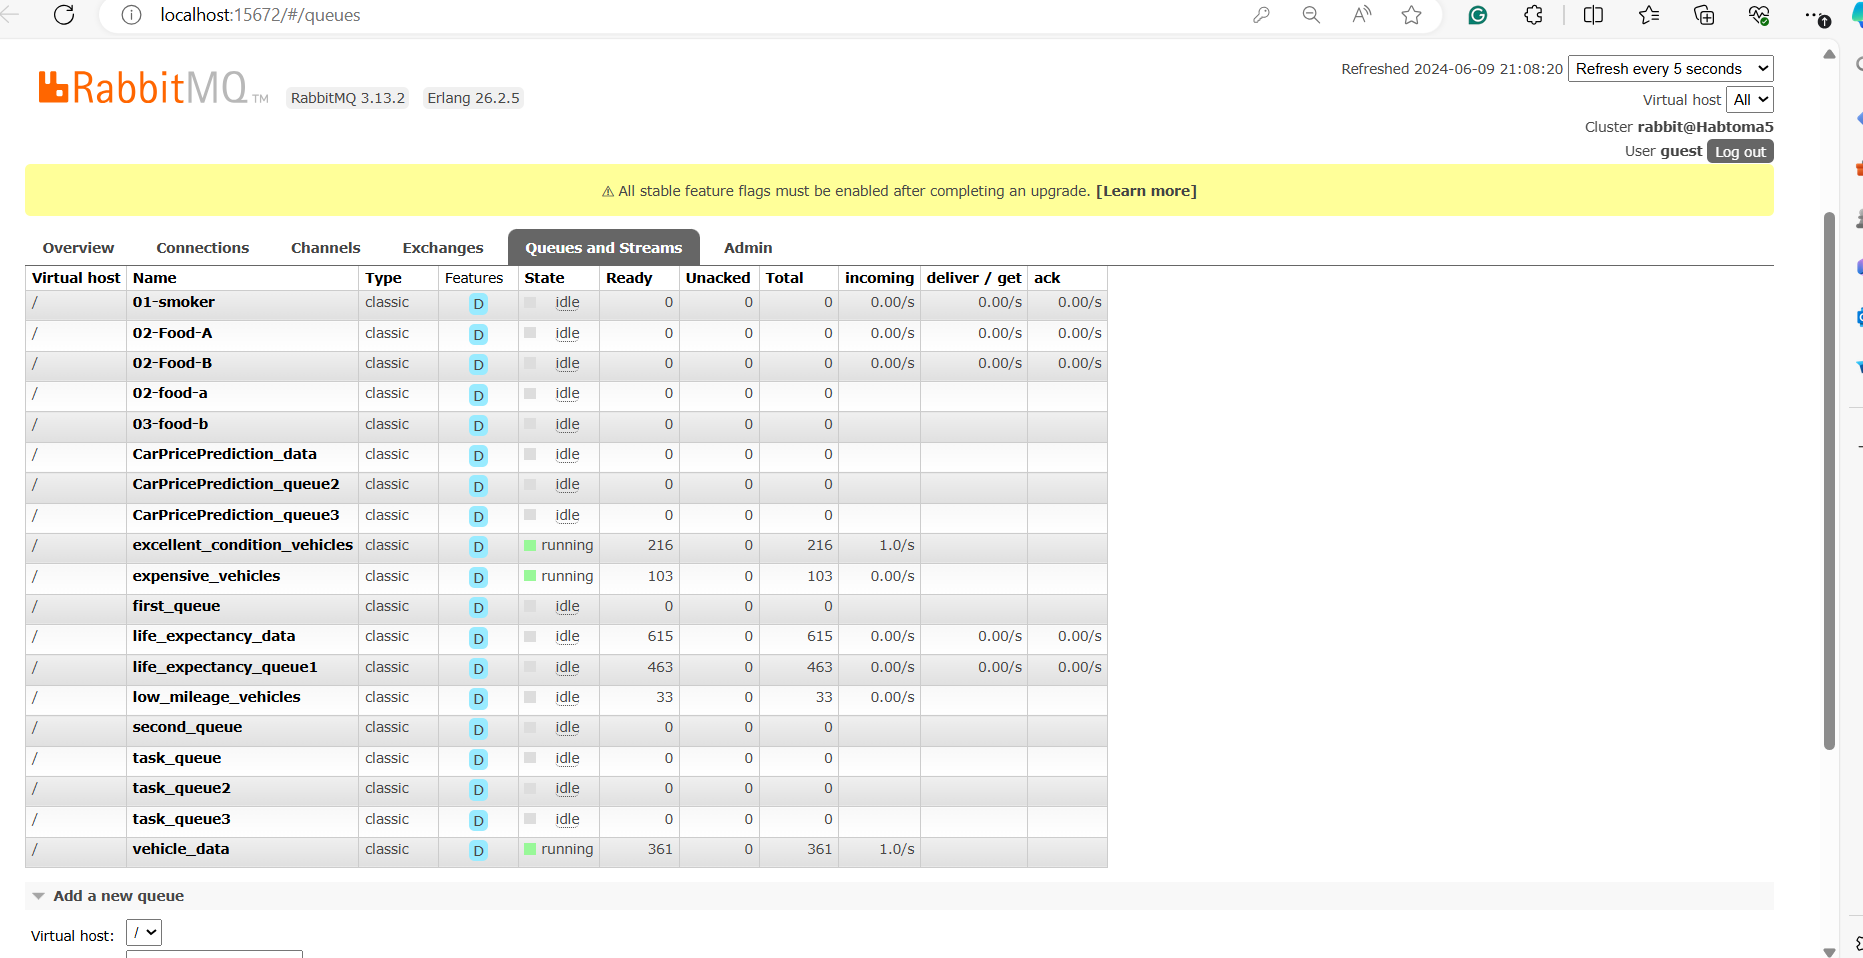 localhost:15672/#/queues
RabbitMQ TM RabbitMQ 3.13.2 Erlang 26.2.5
Refreshed 2024-06-09 21:08:20 Refresh every 5 seconds
Virtual host All
Cluster rabbit@Habtoma5
User guest Log out
⚠ All stable feature flags must be enabled after completing an upgrade. [Learn more]
Overview Connections Channels Exchanges Queues and Streams Admin
Virtual host Name Type Features State Ready Unacked Total incoming deliver / get ack
/ 01-smoker classic D idle 0 0 0 0.00/s 0.00/s 0.00/s
/ 02-Food-A classic D idle 0 0 0 0.00/s 0.00/s 0.00/s
/ 02-Food-B classic D idle 0 0 0 0.00/s 0.00/s 0.00/s
/ 02-food-a classic D idle 0 0 0
/ 03-food-b classic D idle 0 0 0
/ CarPricePrediction_data classic D idle 0 0 0
/ CarPricePrediction_queue2 classic D idle 0 0 0
/ CarPricePrediction_queue3 classic D idle 0 0 0
/ excellent_condition_vehicles classic D running 216 0 216 1.0/s
/ expensive_vehicles classic D running 103 0 103 0.00/s
/ first_queue classic D idle 0 0 0
/ life_expectancy_data classic D idle 615 0 615 0.00/s 0.00/s 0.00/s
/ life_expectancy_queue1 classic D idle 463 0 463 0.00/s 0.00/s 0.00/s
/ low_mileage_vehicles classic D idle 33 0 33 0.00/s
/ second_queue classic D idle 0 0 0
/ task_queue classic D idle 0 0 0
/ task_queue2 classic D idle 0 0 0
/ task_queue3 classic D idle 0 0 0
/ vehicle_data classic D running 361 0 361 1.0/s
Add a new queue
Virtual host: /